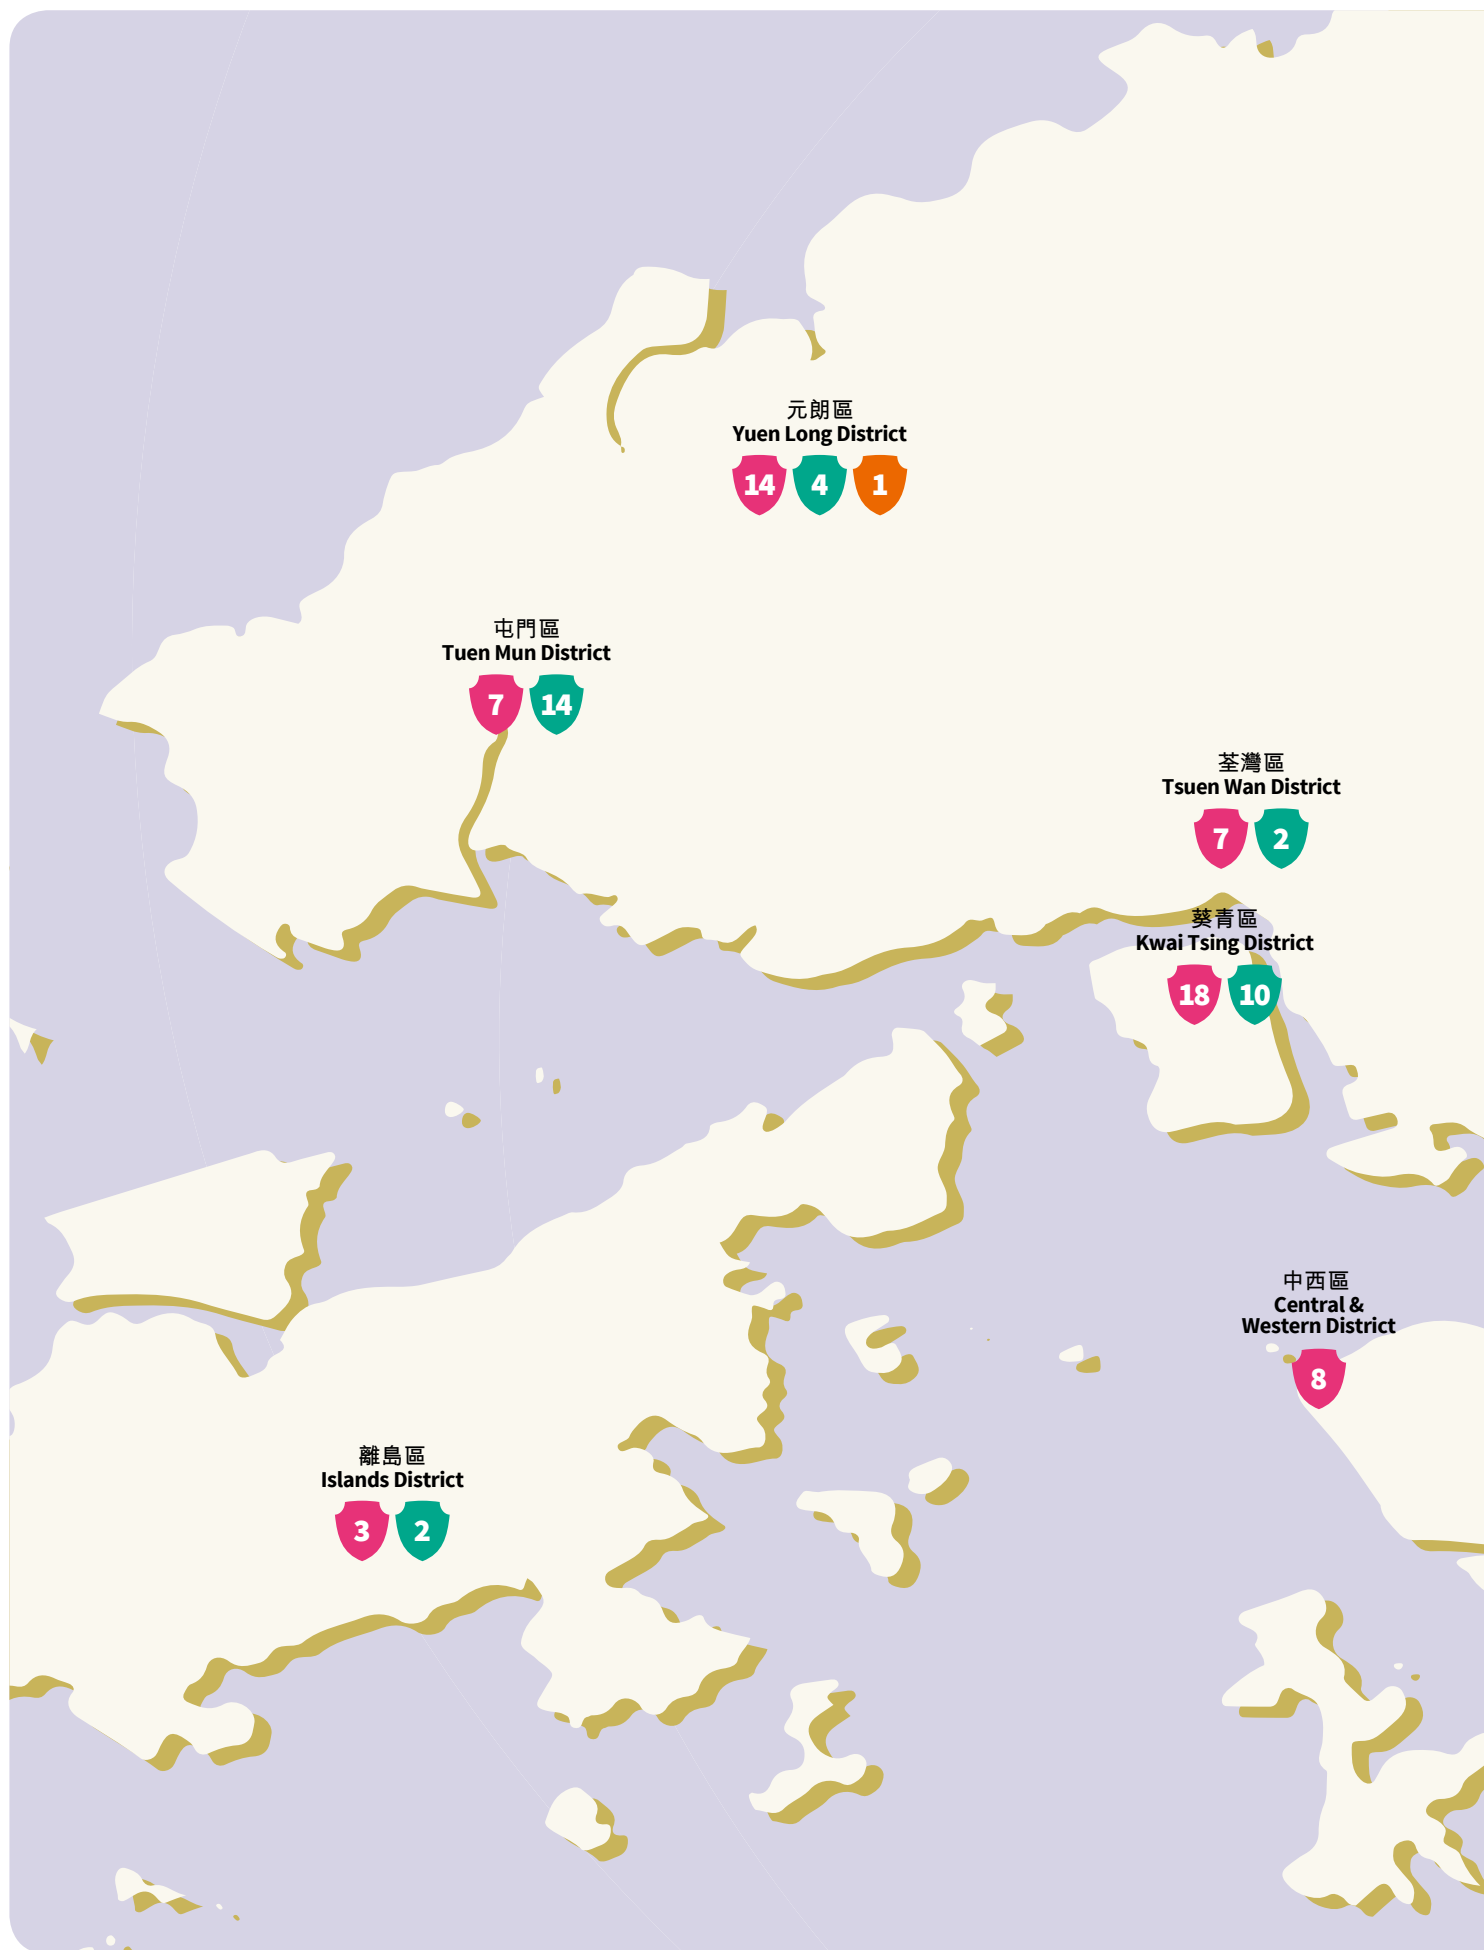 元朗區
Yuen Long District
14 4 1
屯門區
Tuen Mun District
7 14
荃灣區
Tsuen Wan District
7 2
葵青區
Kwai Tsing District
18 10
中西區
Central &
Western District
8
離島區
Islands District
3 2